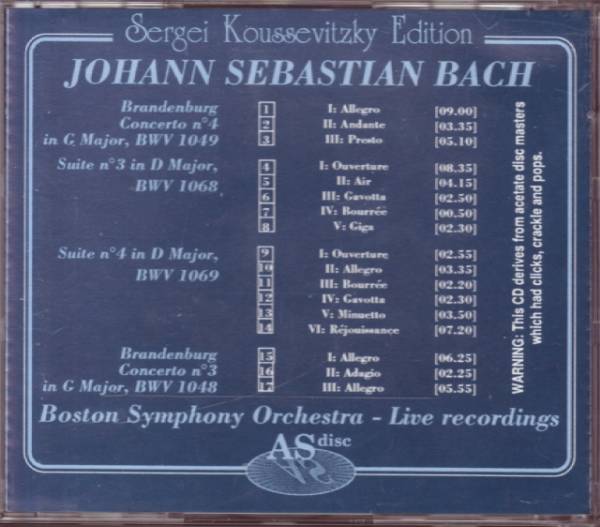 Sergei Koussevitzky Edition
JOHANN SEBASTIAN BACH
Brandenburg
Concerto n°4
in G Major, BWV 1049
1 I: Allegro [09.00]
2 II: Andante [03.35]
3 III: Presto [05.10]
Suite n°3 in D Major,
BWV 1068
4 I: Ouverture [08.35]
5 II: Air [04.15]
6 III: Gavotta [02.50]
7 IV: Bourrée [00.50]
8 V: Giga [02.30]
Suite n°4 in D Major,
BWV 1069
9 I: Ouverture [02.55]
10 II: Allegro [03.35]
11 III: Bourrée [02.20]
12 IV: Gavotta [02.30]
13 V: Minuetto [03.50]
14 VI: Réjouissance [07.20]
Brandenburg
Concerto n°3
in G Major, BWV 1048
15 I: Allegro [06.25]
16 II: Adagio [02.25]
17 III: Allegro [05.55]
WARNING: This CD derives from acetate disc masters
which had clicks, crackle and pops.
Boston Symphony Orchestra - Live recordings
AS disc
AS